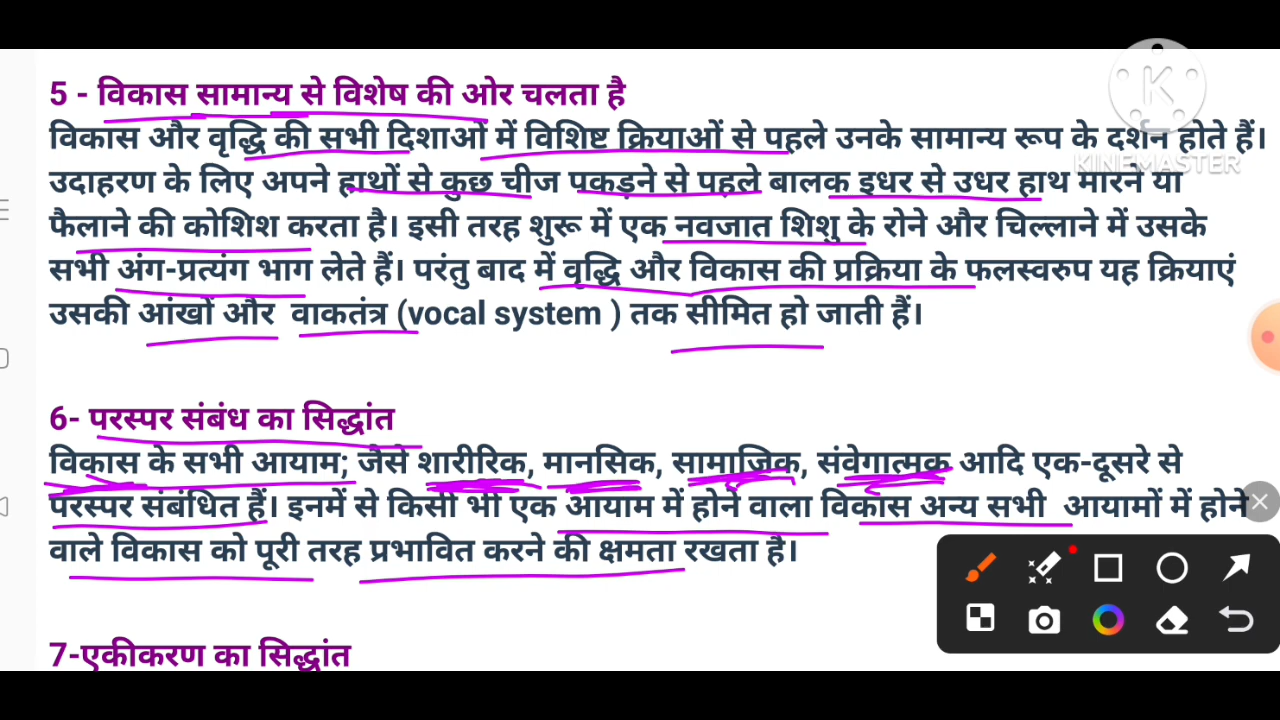 5 - विकास सामान्य से विशेष की ओर चलता है
विकास और वृद्धि की सभी दिशाओं में विशिष्ट क्रियाओं से पहले उनके सामान्य रूप के दर्शन होते हैं।
उदाहरण के लिए अपने हाथों से कुछ चीज पकड़ने से पहले बालक इधर से उधर हाथ मारने या
फैलाने की कोशिश करता है। इसी तरह शुरू में एक नवजात शिशु के रोने और चिल्लाने में उसके
सभी अंग-प्रत्यंग भाग लेते हैं। परंतु बाद में वृद्धि और विकास की प्रक्रिया के फलस्वरुप यह क्रियाएं
उसकी आंखों और वाकतंत्र (vocal system ) तक सीमित हो जाती हैं।
6- परस्पर संबंध का सिद्धांत
विकास के सभी आयाम; जैसे शारीरिक, मानसिक, सामाजिक, संवेगात्मक आदि एक-दूसरे से
परस्पर संबंधित हैं। इनमें से किसी भी एक आयाम में होने वाला विकास अन्य सभी आयामों में होने
वाले विकास को पूरी तरह प्रभावित करने की क्षमता रखता है।
7-एकीकरण का सिद्धांत
K
KINEMASTER